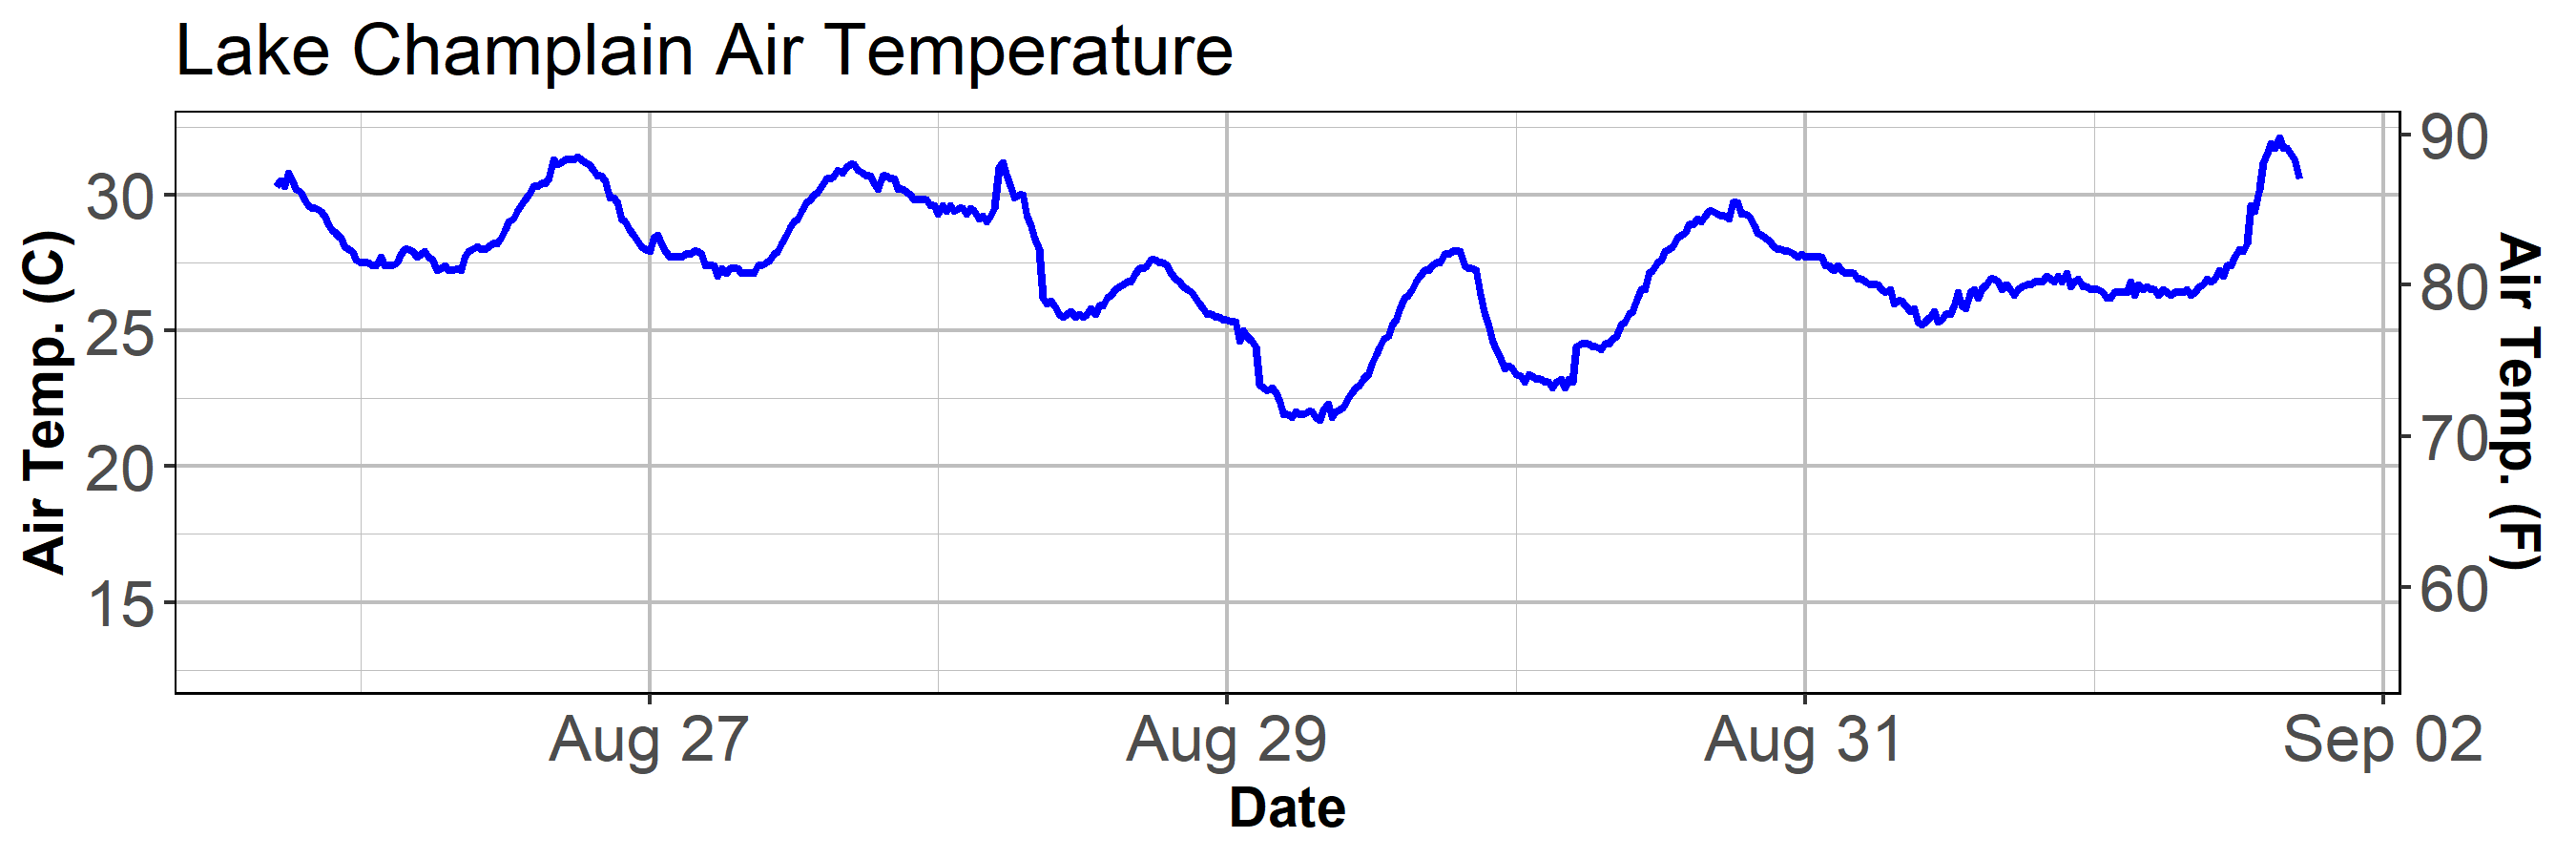 Lake Champlain Air Temperature
Air Temp. (C)
30
25
20
15
90
80
70
60
Air Temp. (F)
Aug 27
Aug 29
Aug 31
Sep 02
Date